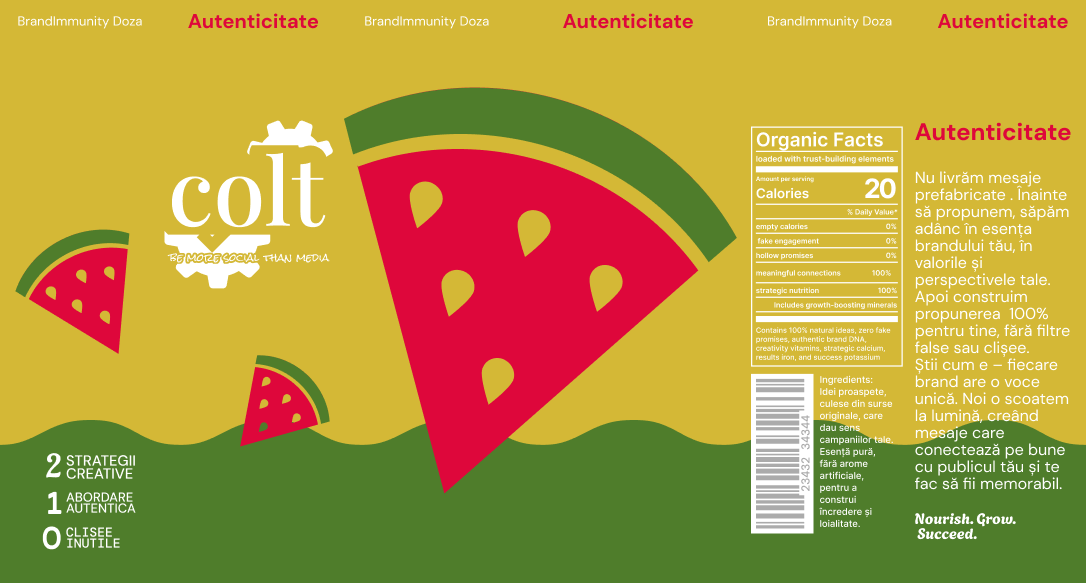 BrandImmunity Doza
Autenticitate
BrandImmunity Doza
Autenticitate
BrandImmunity Doza
Autenticitate
colt
BE MORE SOCIAL THAN MEDIA
2 STRATEGII
CREATIVE
1 ABORDARE
AUTENTICA
0 CLISEE
INUTILE
Organic Facts
loaded with trust-building elements
Amount per serving
Calories 20
% Daily Value*
empty calories 0%
fake engagement 0%
hollow promises 0%
meaningful connections 100%
strategic nutrition 100%
Includes growth-boosting minerals
Contains 100% natural ideas, zero fake
promises, authentic brand DNA,
creativity vitamins, strategic calcium,
results iron, and success potassium
23432 34344
Ingredients:
Idei proaspete,
culese din surse
originale, care
dau sens
campaniilor tale.
Esență pură,
fără arome
artificiale,
pentru a
construi
încredere și
loialitate.
Autenticitate
Nu livrăm mesaje
prefabricate . Înainte
să propunem, săpăm
adânc în esența
brandului tău, în
valorile și
perspectivele tale.
Apoi construim
propunerea 100%
pentru tine, fără filtre
false sau clișee.
Știi cum e – fiecare
brand are o voce
unică. Noi o scoatem
la lumină, creând
mesaje care
conectează pe bune
cu publicul tău și te
fac să fii memorabil.
Nourish. Grow.
Succeed.